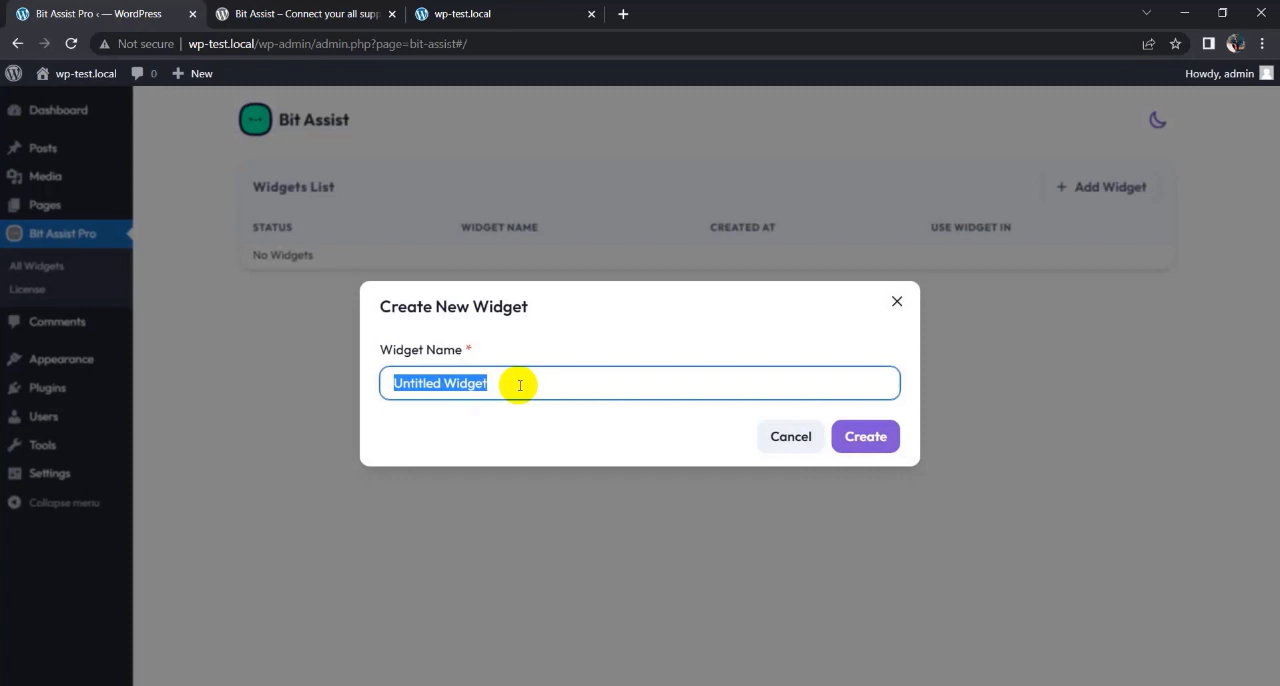 Bit Assist Pro ‹ — WordPress
Bit Assist – Connect your all supp
wp-test.local
Not secure
wp-test.local/wp-admin/admin.php?page=bit-assist#/
wp-test.local
0
New
Howdy, admin
Dashboard
Posts
Media
Pages
Bit Assist Pro
All Widgets
License
Comments
Appearance
Plugins
Users
Tools
Settings
Collapse menu
Bit Assist
Widgets List
+ Add Widget
STATUS WIDGET NAME CREATED AT USE WIDGET IN
No Widgets
Create New Widget
Widget Name *
Untitled Widget
Cancel Create